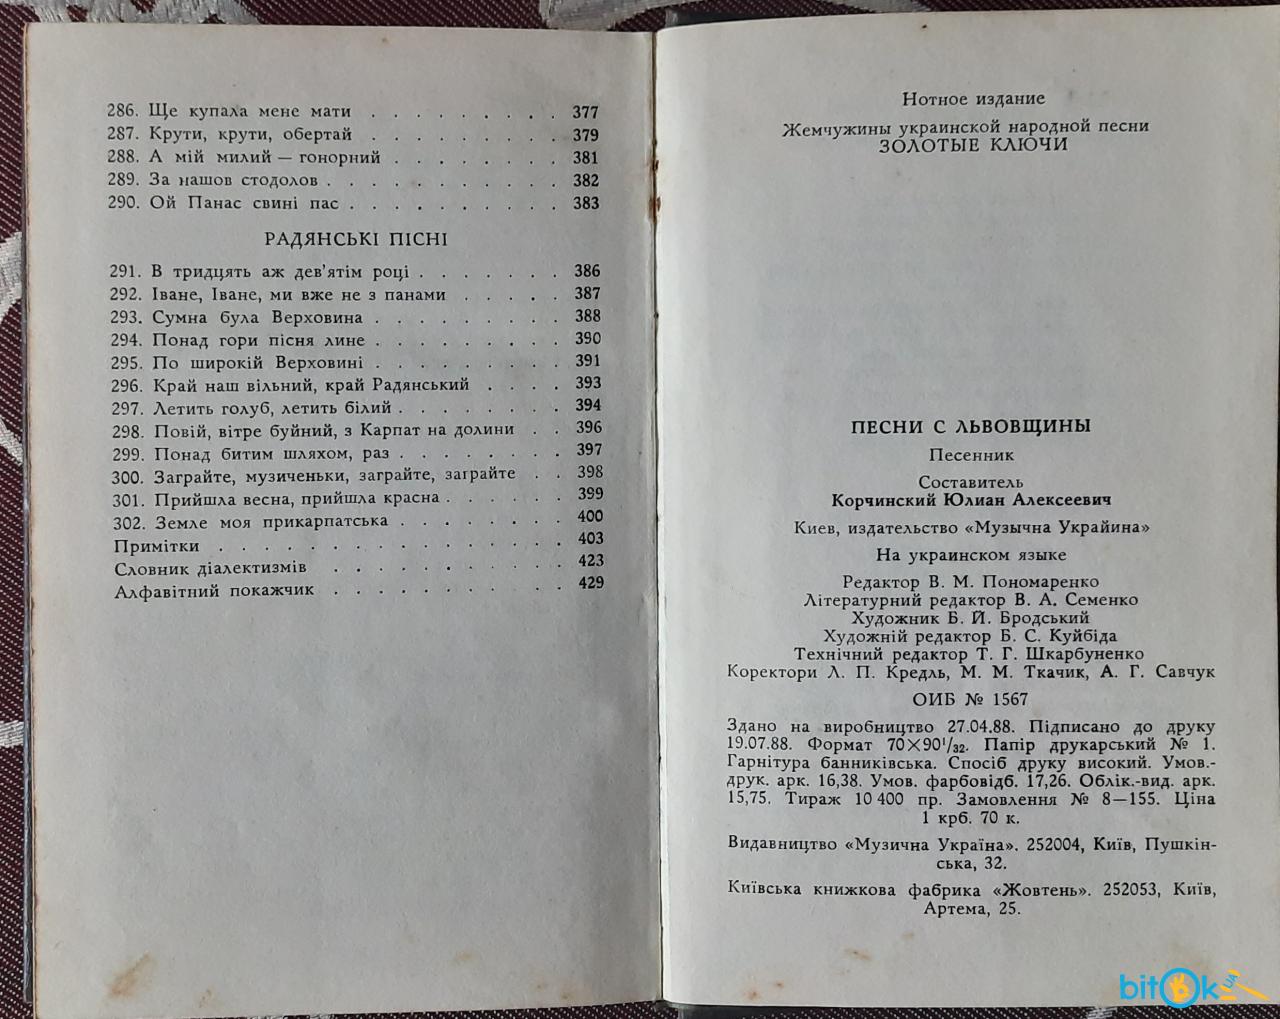 286. Ще купала мене мати . . . . . . . . . 377
287. Крути, крути, обертай . . . . . . . . . 379
288. А мій милий — гонорний . . . . . . . . 381
289. За нашов стодолов . . . . . . . . . . . 382
290. Ой Панас свині пас . . . . . . . . . . 383
РАДЯНСЬКІ ПІСНІ
291. В тридцять аж дев'ятім році . . . . . . . 386
292. Іване, Іване, ми вже не з панами . . . . . 387
293. Сумна була Верховина . . . . . . . . . 388
294. Понад гори пісня лине . . . . . . . . . 390
295. По широкій Верховині . . . . . . . . . 391
296. Край наш вільний, край Радянський . . . . 393
297. Летить голуб, летить білий . . . . . . . . 394
298. Повій, вітре буйний, з Карпат на долини . . 396
299. Понад битим шляхом, раз . . . . . . . . 397
300. Заграйте, музиченьки, заграйте, заграйте . . 398
301. Прийшла весна, прийшла красна . . . . . . 399
302. Земле моя прикарпатська . . . . . . . . 400
Примітки . . . . . . . . . . . . . . . . 403
Словник діалектизмів . . . . . . . . . . . 423
Алфавітний покажчик . . . . . . . . . . 429
Нотное издание
Жемчужины украинской народной песни
ЗОЛОТЫЕ КЛЮЧИ
ПЕСНИ С ЛЬВОВЩИНЫ
Песенник
Составитель
Корчинский Юлиан Алексеевич
Киев, издательство «Музычна Украйина»
На украинском языке
Редактор В. М. Пономаренко
Літературний редактор В. А. Семенко
Художник Б. Й. Бродський
Художній редактор Б. С. Куйбіда
Технічний редактор Т. Г. Шкарбуненко
Коректори Л. П. Кредль, М. М. Ткачик, А. Г. Савчук
ОИБ № 1567
Здано на виробництво 27.04.88. Підписано до друку
19.07.88. Формат 70×90¹/₃₂. Папір друкарський № 1.
Гарнітура банниківська. Спосіб друку високий. Умов.-
друк. арк. 16,38. Умов. фарбовідб. 17,26. Облік.-вид. арк.
15,75. Тираж 10 400 пр. Замовлення № 8—155. Ціна
1 крб. 70 к.
Видавництво «Музична Україна». 252004, Київ, Пушкін-
ська, 32.
Київська книжкова фабрика «Жовтень». 252053, Київ,
Артема, 25.
bitOk UA